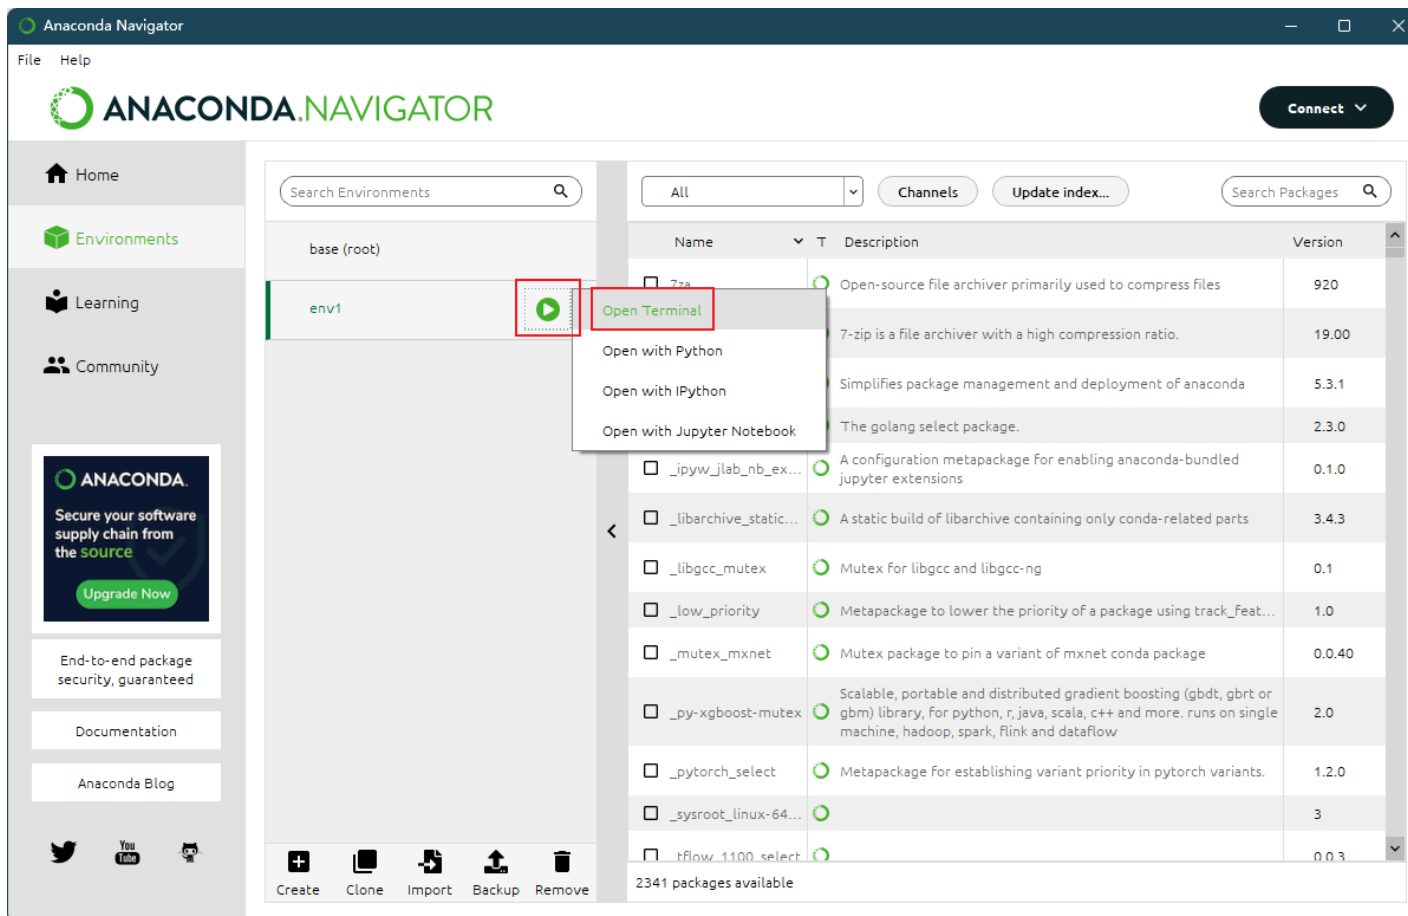 Anaconda Navigator
File Help
ANACONDA.NAVIGATOR
Connect
Home
Environments
Learning
Community
ANACONDA.
Secure your software
supply chain from
the source
Upgrade Now
End-to-end package
security, guaranteed
Documentation
Anaconda Blog
You
Tube
Search Environments
base (root)
env1
Open Terminal
Open with Python
Open with IPython
Open with Jupyter Notebook
Create Clone Import Backup Remove
All
Channels
Update index...
Search Packages
Name T Description Version
7za Open-source file archiver primarily used to compress files 920
7-zip is a file archiver with a high compression ratio. 19.00
Simplifies package management and deployment of anaconda 5.3.1
The golang select package. 2.3.0
_ipyw_jlab_nb_ex... A configuration metapackage for enabling anaconda-bundled
jupyter extensions 0.1.0
_libarchive_static... A static build of libarchive containing only conda-related parts 3.4.3
_libgcc_mutex Mutex for libgcc and libgcc-ng 0.1
_low_priority Metapackage to lower the priority of a package using track_feat... 1.0
_mutex_mxnet Mutex package to pin a variant of mxnet conda package 0.0.40
Scalable, portable and distributed gradient boosting (gbdt, gbrt or
_py-xgboost-mutex gbm) library, for python, r, java, scala, c++ and more. runs on single 2.0
machine, hadoop, spark, flink and dataflow
_pytorch_select Metapackage for establishing variant priority in pytorch variants. 1.2.0
_sysroot_linux-64... 3
_tflow_1100_select 0.0.3
2341 packages available